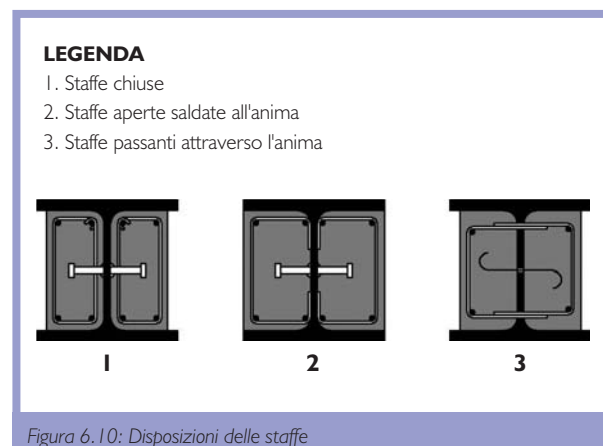 LEGENDA
1. Staffe chiuse
2. Staffe aperte saldate all'anima
3. Staffe passanti attraverso l'anima
1 2 3
Figura 6.10: Disposizioni delle staffe